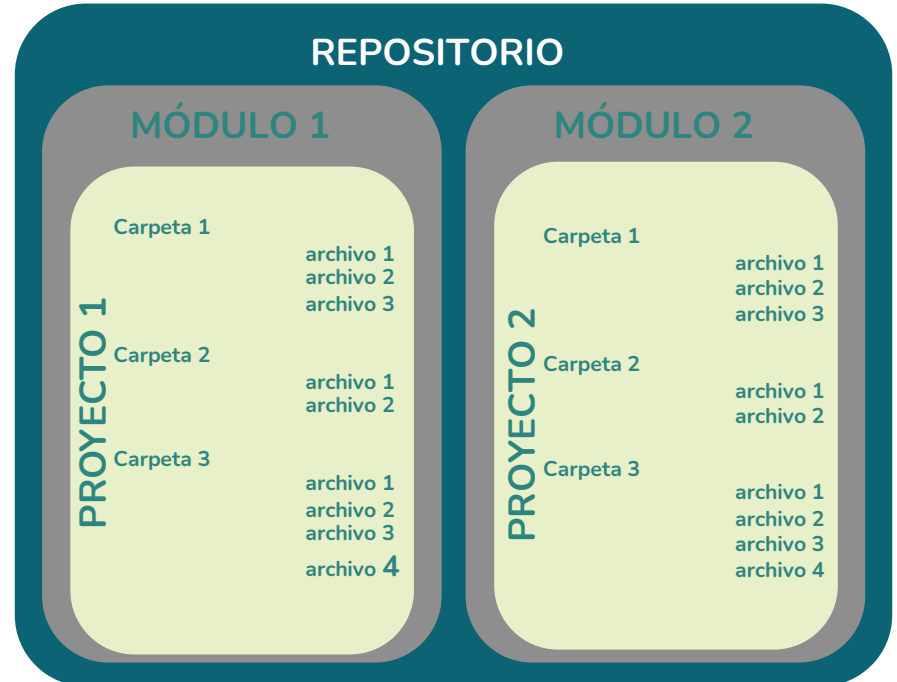 REPOSITORIO
MÓDULO 1
PROYECTO 1
Carpeta 1
archivo 1
archivo 2
archivo 3
Carpeta 2
archivo 1
archivo 2
Carpeta 3
archivo 1
archivo 2
archivo 3
archivo 4
MÓDULO 2
PROYECTO 2
Carpeta 1
archivo 1
archivo 2
archivo 3
Carpeta 2
archivo 1
archivo 2
Carpeta 3
archivo 1
archivo 2
archivo 3
archivo 4